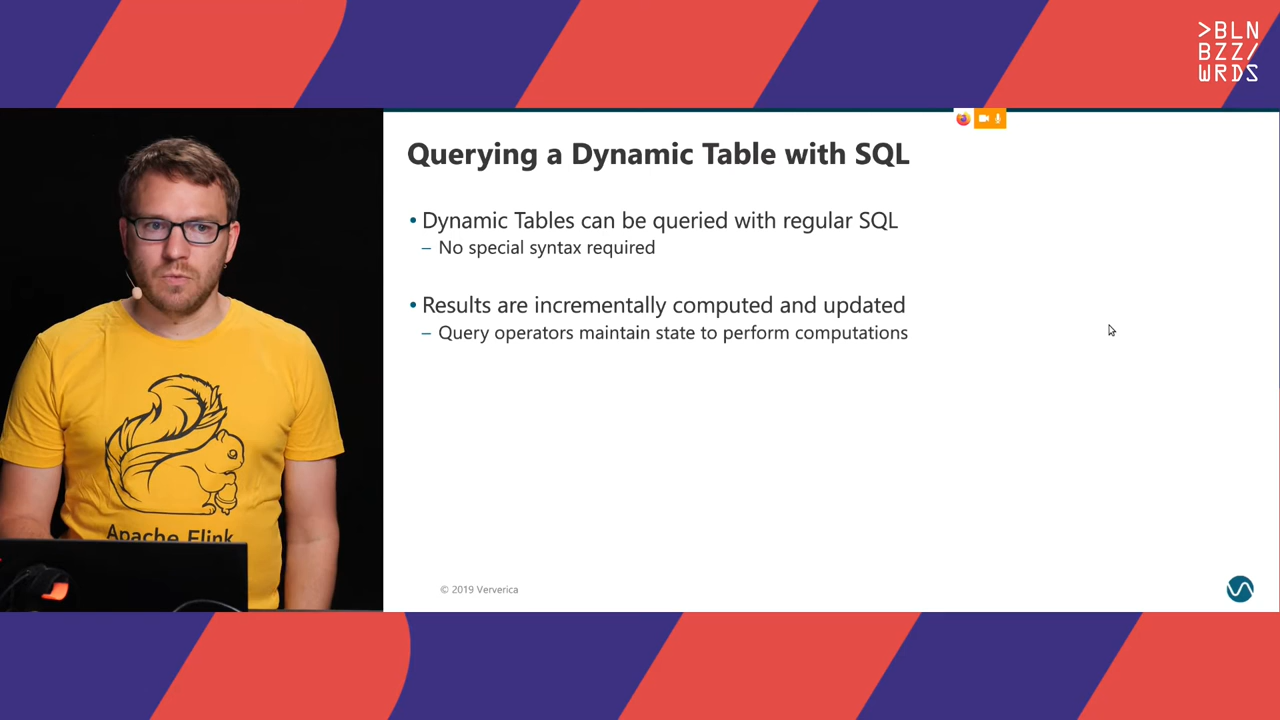 >BLN
BZZ/
WRDS
Querying a Dynamic Table with SQL
• Dynamic Tables can be queried with regular SQL
– No special syntax required
• Results are incrementally computed and updated
– Query operators maintain state to perform computations
Apache Flink
© 2019 Ververica